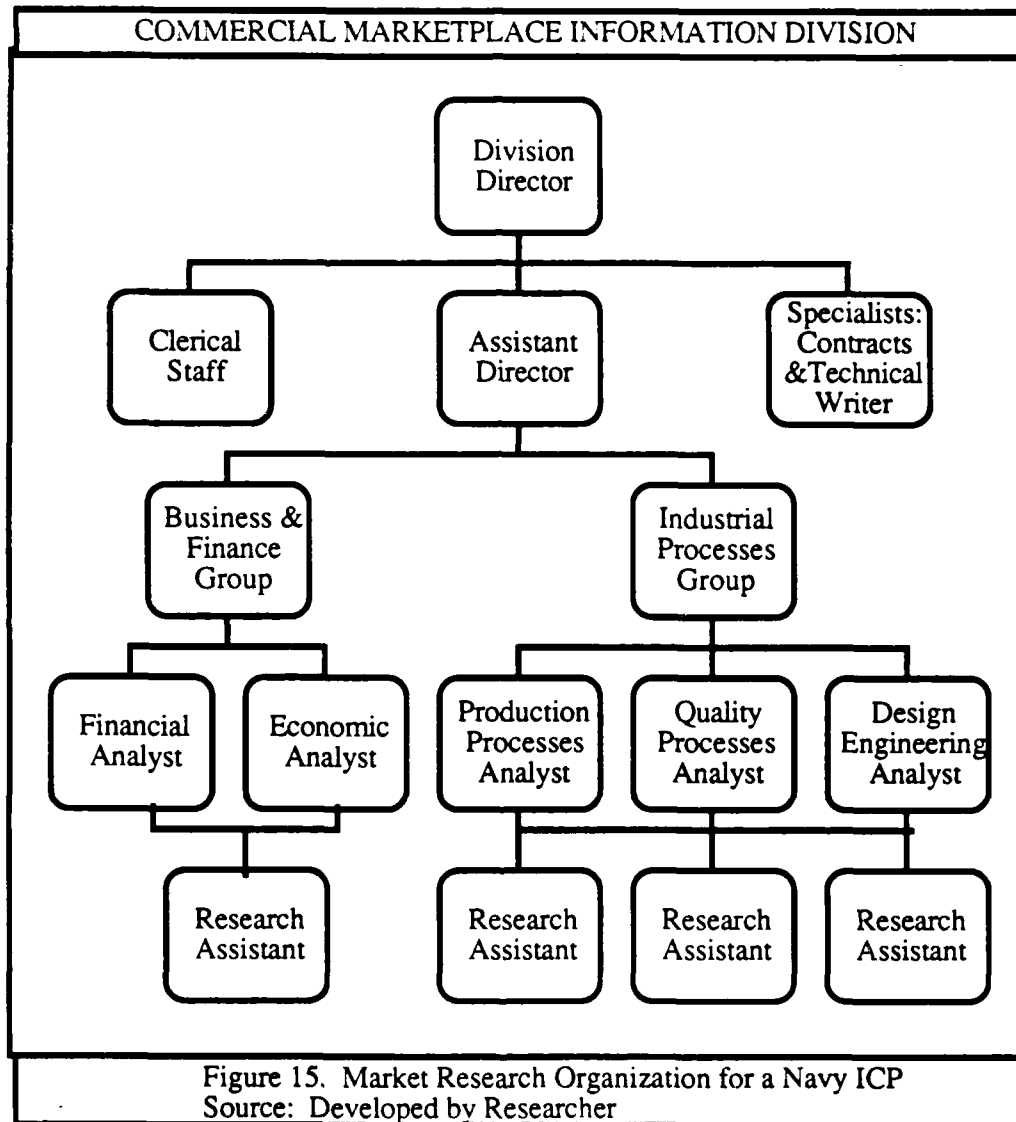 COMMERCIAL MARKETPLACE INFORMATION DIVISION
Division
Director
Clerical
Staff
Assistant
Director
Specialists:
Contracts
&Technical
Writer
Business &
Finance
Group
Industrial
Processes
Group
Financial
Analyst
Economic
Analyst
Production
Processes
Analyst
Quality
Processes
Analyst
Design
Engineering
Analyst
Research
Assistant
Research
Assistant
Research
Assistant
Research
Assistant
Figure 15. Market Research Organization for a Navy ICP
Source: Developed by Researcher